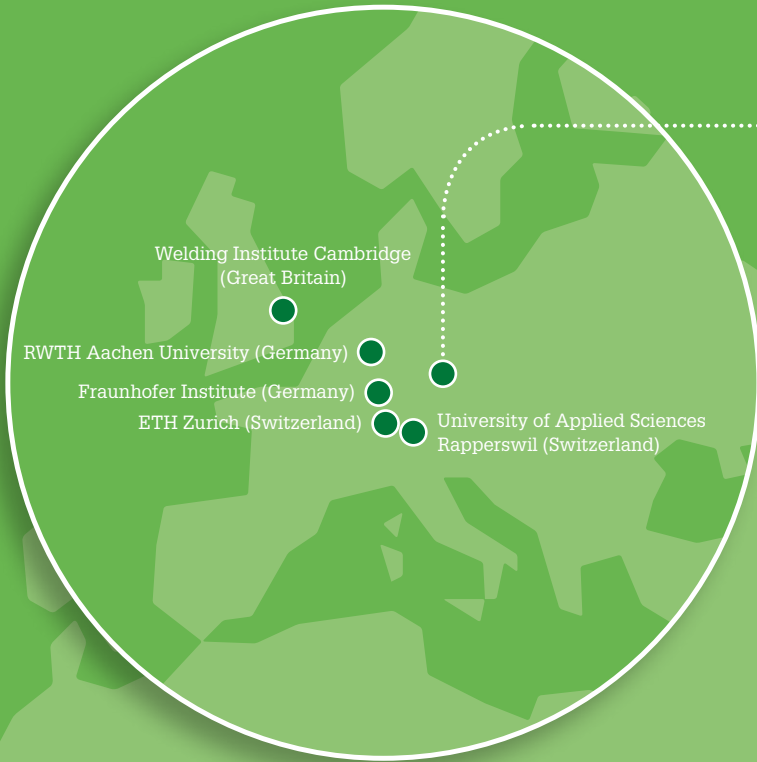 Welding Institute Cambridge
(Great Britain)
RWTH Aachen University (Germany)
Fraunhofer Institute (Germany)
ETH Zurich (Switzerland)
University of Applied Sciences
Rapperswil (Switzerland)